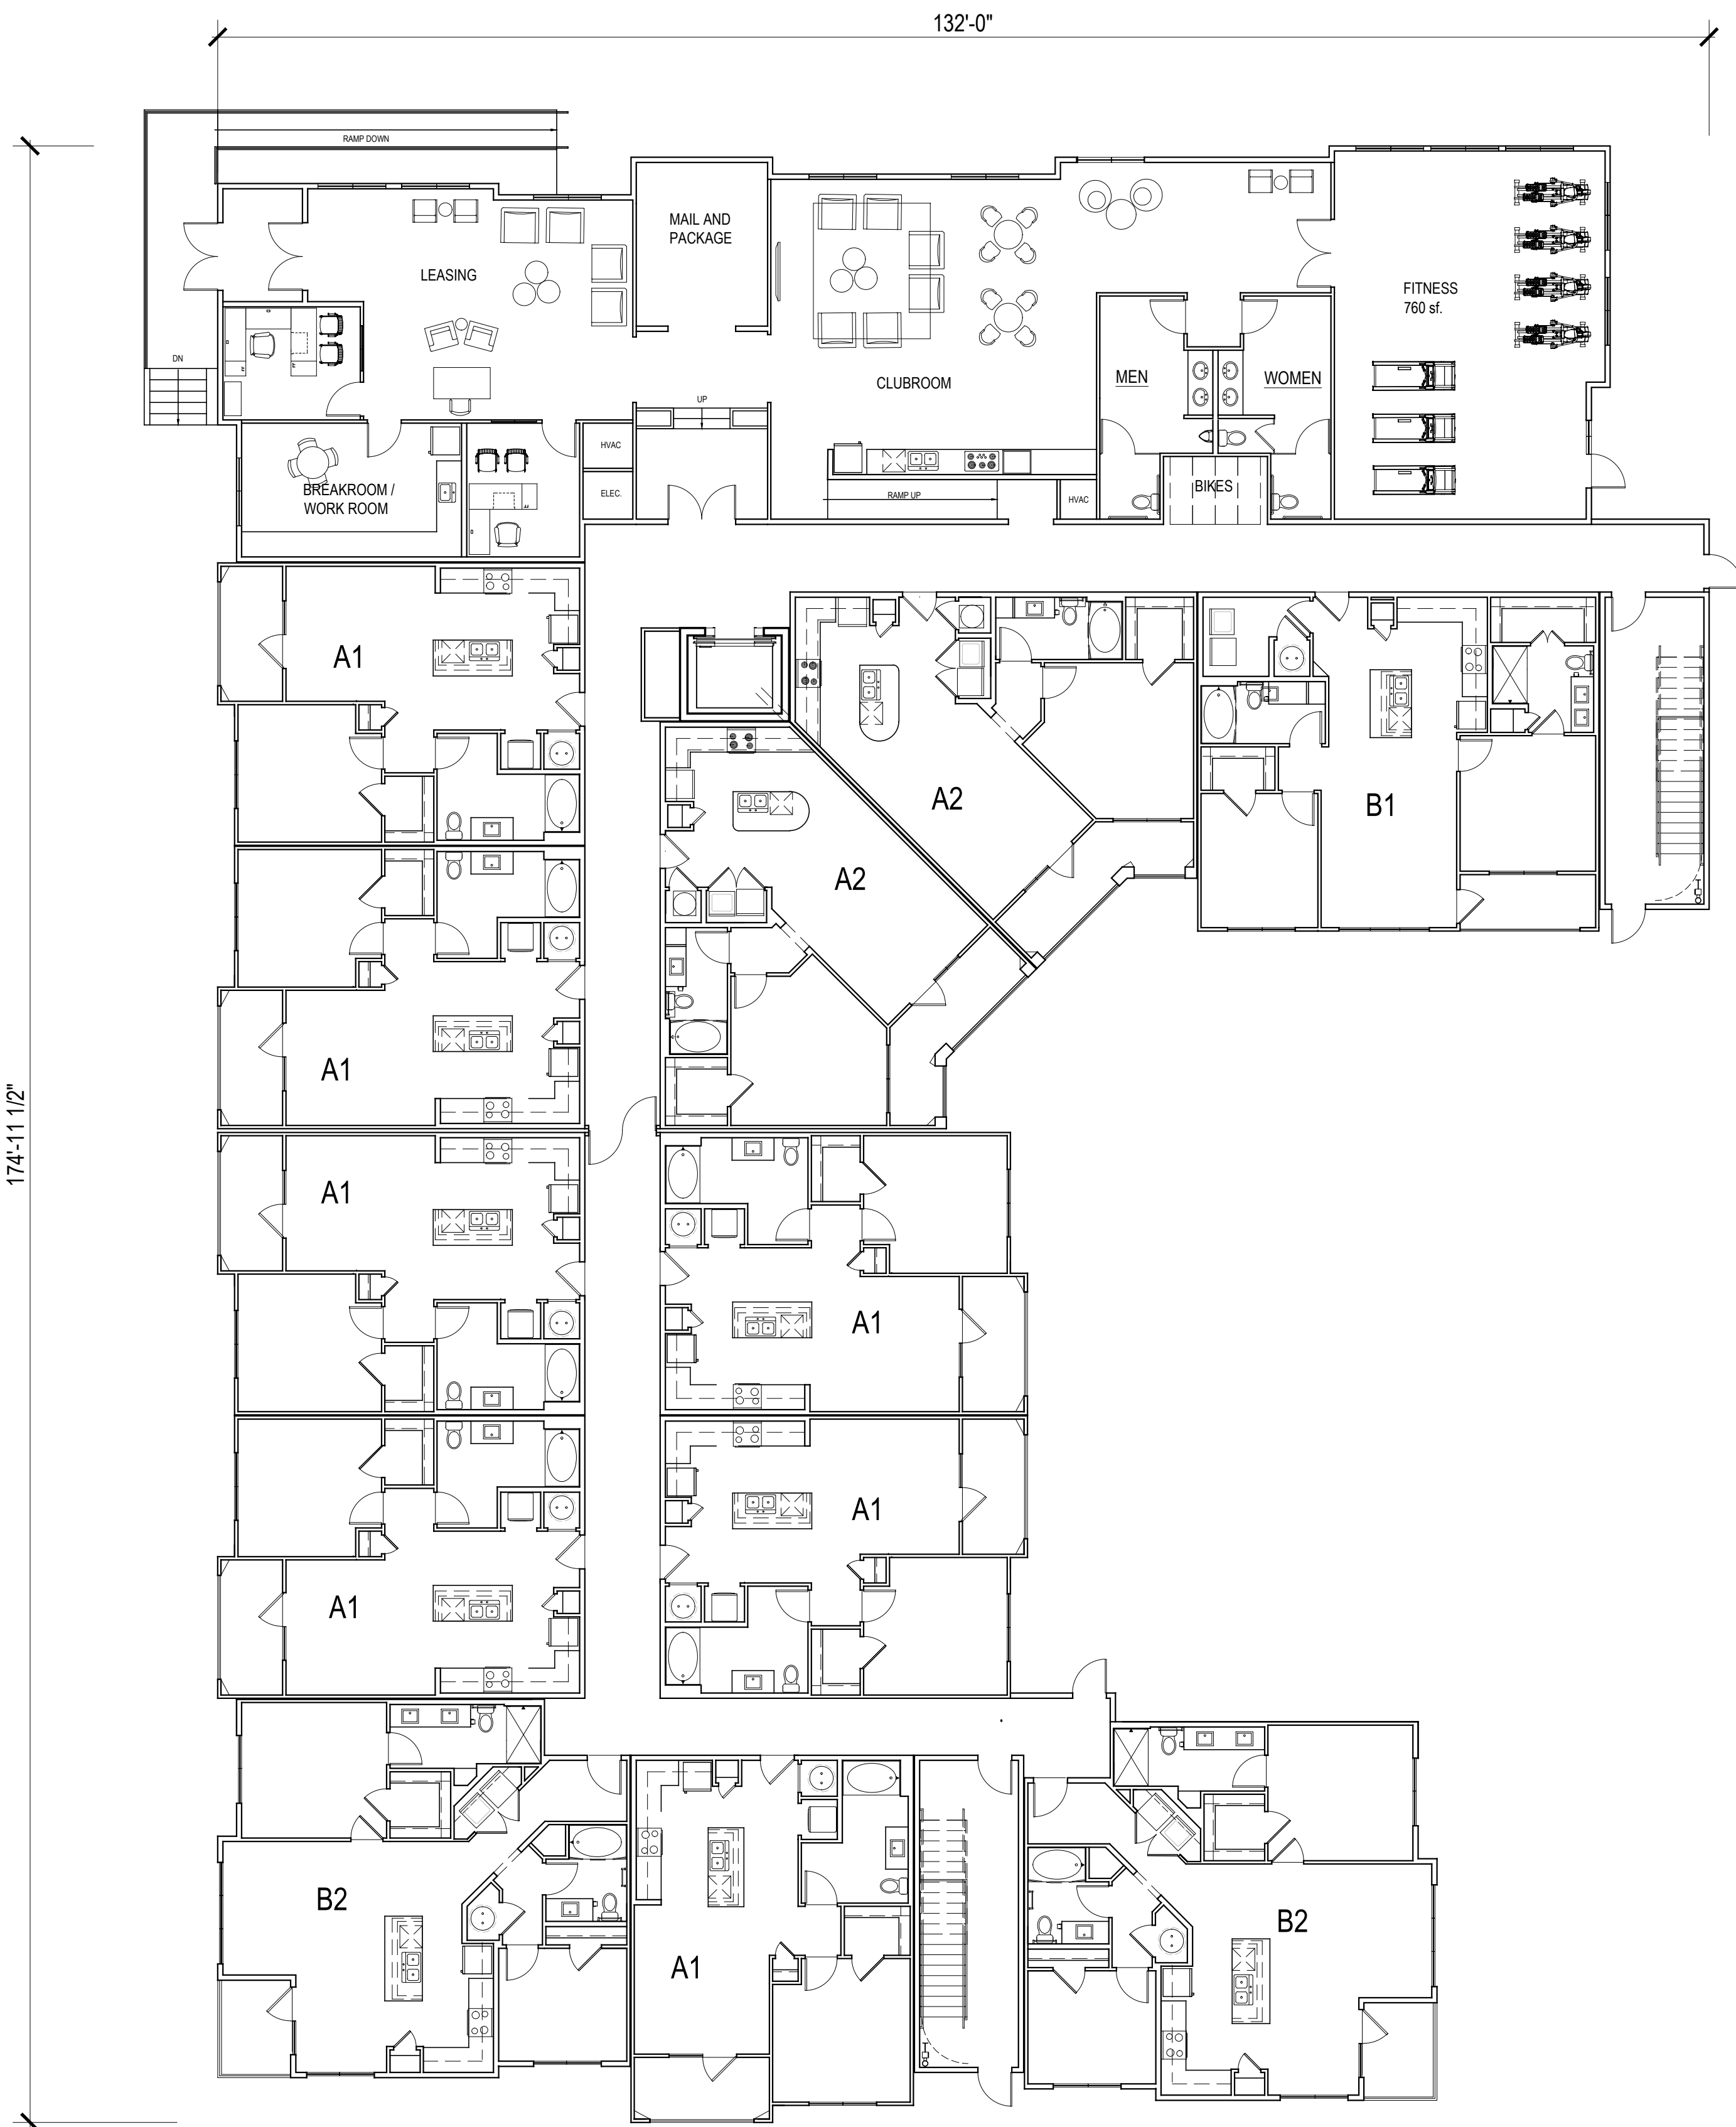 132'-0"
RAMP DOWN
MAIL AND
PACKAGE
LEASING
FITNESS
760 sf.
DN
CLUBROOM
MEN
WOMEN
UP
HVAC
BREAKROOM /
WORK ROOM
ELEC.
RAMP UP
HVAC
BIKES
A1
A2
B1
A2
A1
174'-11 1/2"
A1
A1
A1
A1
B2
B2
A1